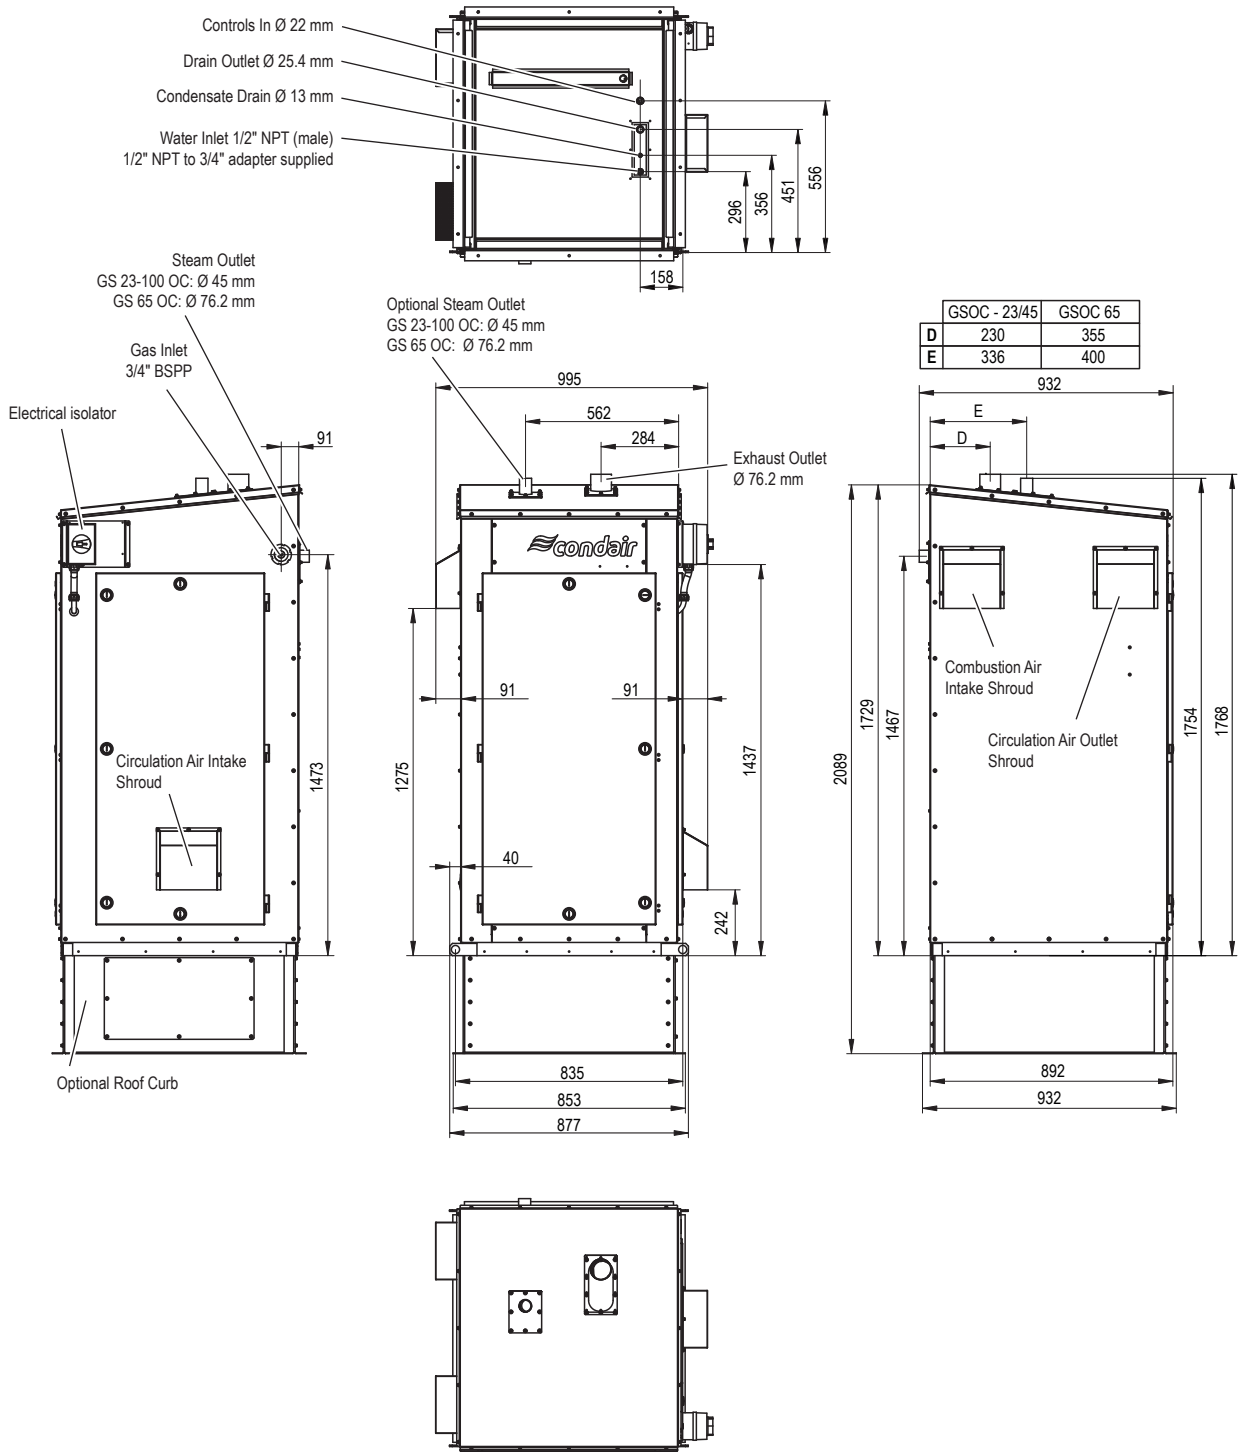 Controls In Ø 22 mm
Drain Outlet Ø 25.4 mm
Condensate Drain Ø 13 mm
Water Inlet 1/2" NPT (male)
1/2" NPT to 3/4" adapter supplied
296
356
451
556
158
Steam Outlet
GS 23-100 OC: Ø 45 mm
GS 65 OC: Ø 76.2 mm
Gas Inlet
3/4" BSPP
Electrical isolator
91
Circulation Air Intake
Shroud
1473
Optional Roof Curb
Optional Steam Outlet
GS 23-100 OC: Ø 45 mm
GS 65 OC: Ø 76.2 mm
995
562
284
Exhaust Outlet
Ø 76.2 mm
condair
91
91
1275
1437
40
242
835
853
877
GSOC - 23/45 GSOC 65
D 230 355
E 336 400
932
E
D
Combustion Air
Intake Shroud
Circulation Air Outlet
Shroud
2089
1729
1467
1754
1768
892
932